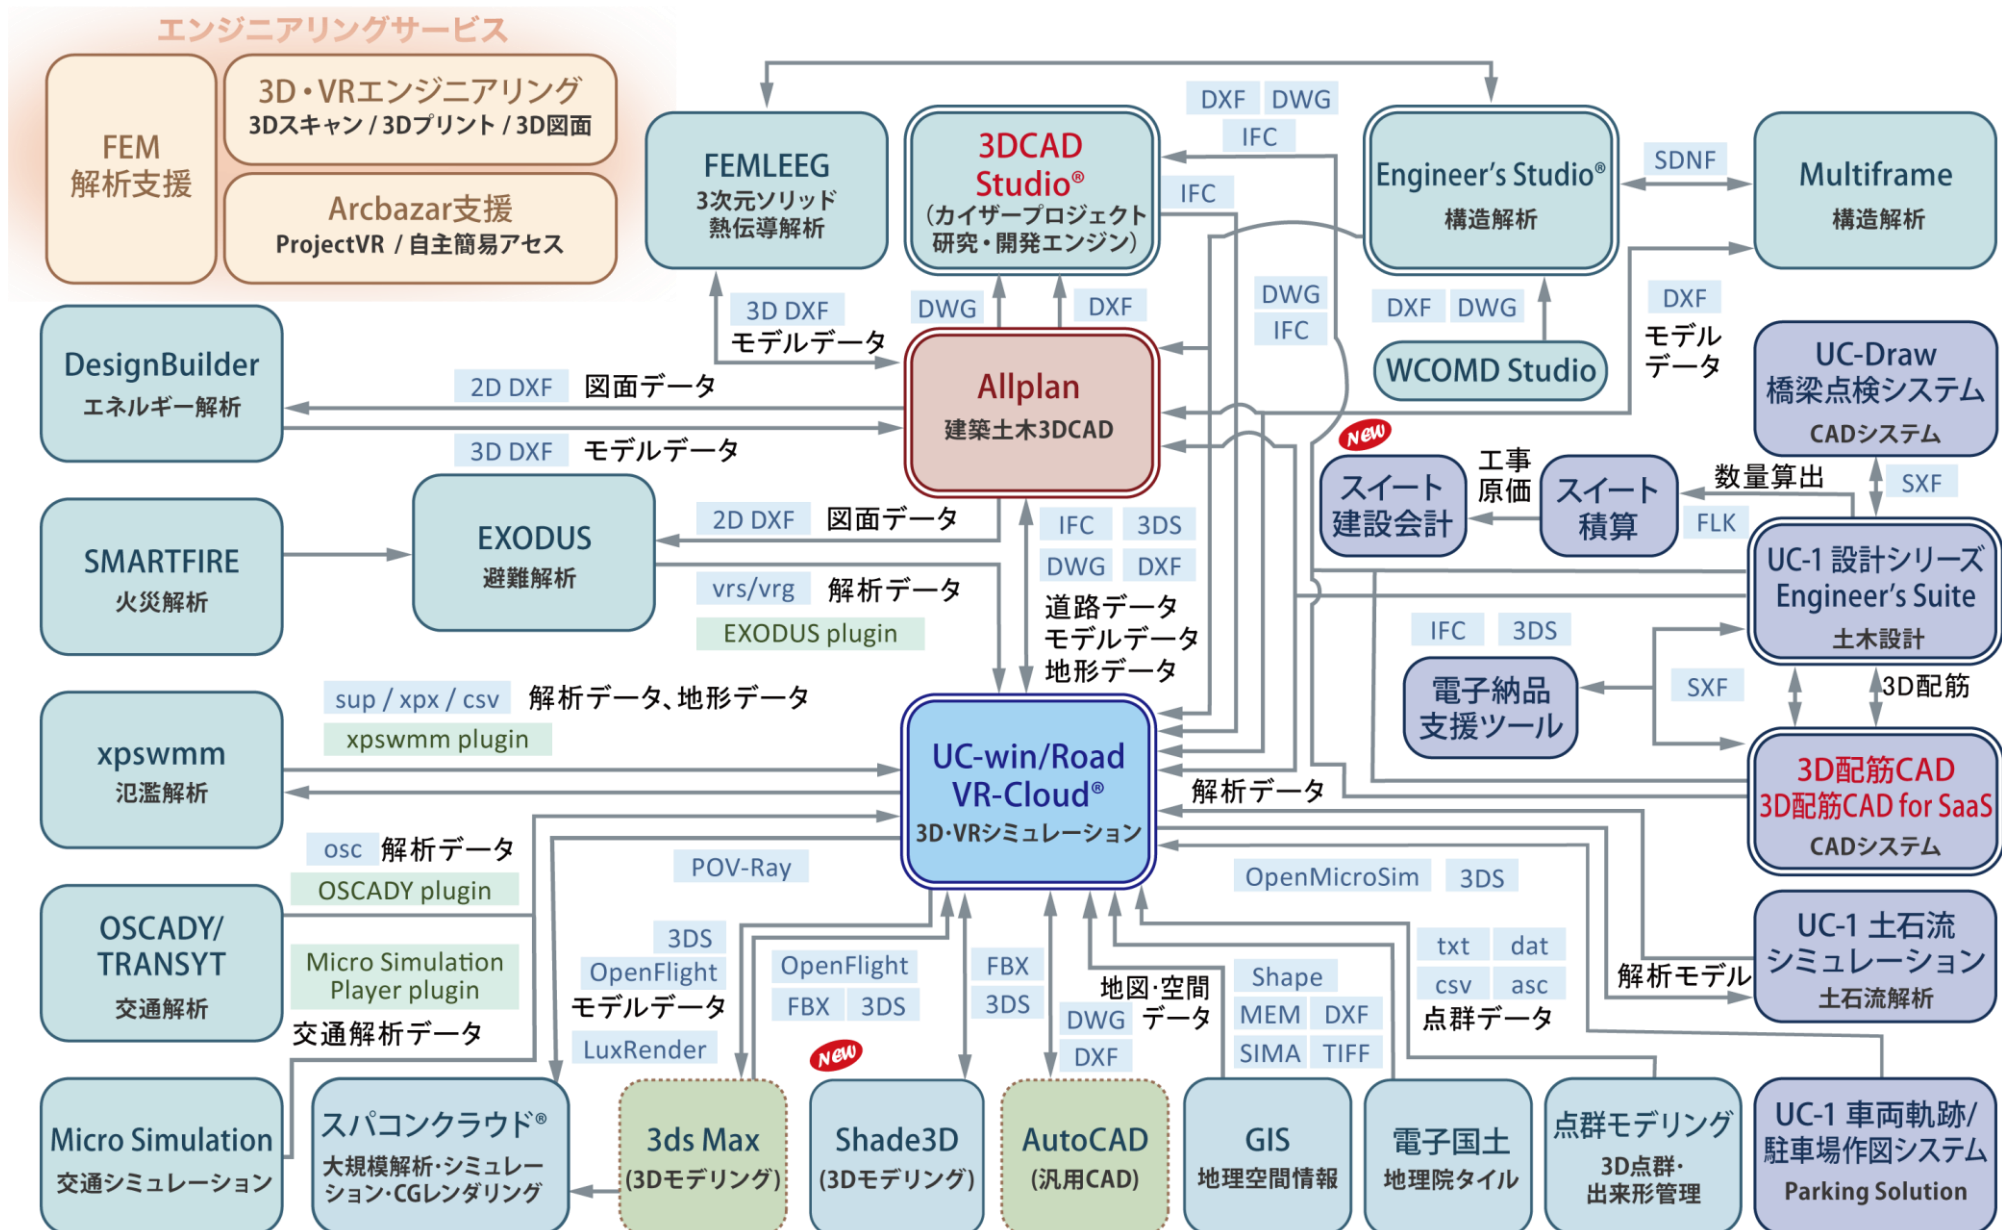 エンジニアリングサービス
FEM
解析支援
3D・VRエンジニアリング
3Dスキャン / 3Dプリント / 3D図面
Arcbazar支援
ProjectVR / 自主簡易アセス
FEMLEEG
3次元ソリッド
熱伝導解析
3DCAD
Studio®
(カイザープロジェクト
研究・開発エンジン)
DXF DWG
IFC
IFC
Engineer's Studio®
構造解析
SDNF
Multiframe
構造解析
3D DXF
モデルデータ
DWG
DXF
DWG
IFC
DXF DWG
WCOMD Studio
DXF
モデル
データ
DesignBuilder
エネルギー解析
2D DXF 図面データ
3D DXF モデルデータ
Allplan
建築土木3DCAD
UC-Draw
橋梁点検システム
CADシステム
New
スイート
建設会計
工事
原価
スイート
積算
数量算出
FLK
SXF
SMARTFIRE
火災解析
EXODUS
避難解析
2D DXF 図面データ
vrs/vrg 解析データ
EXODUS plugin
IFC 3DS
DWG DXF
道路データ
モデルデータ
地形データ
UC-1 設計シリーズ
Engineer's Suite
土木設計
IFC 3DS
電子納品
支援ツール
SXF
3D配筋
xpswmm
氾濫解析
sup / xpx / csv 解析データ、地形データ
xpswmm plugin
UC-win/Road
VR-Cloud®
3D・VRシミュレーション
解析データ
3D配筋CAD
3D配筋CAD for SaaS
CADシステム
osc 解析データ
OSCADY plugin
POV-Ray
OpenMicroSim 3DS
OSCADY/
TRANSYT
交通解析
Micro Simulation
Player plugin
交通解析データ
3DS
OpenFlight
モデルデータ
LuxRender
OpenFlight
FBX 3DS
FBX
3DS
DWG
DXF
地図・空間
データ
Shape
MEM DXF
SIMA TIFF
txt dat
csv asc
点群データ
解析モデル
UC-1 土石流
シミュレーション
土石流解析
Micro Simulation
交通シミュレーション
スパコンクラウド®
大規模解析・シミュレー
ション・CGレンダリング
3ds Max
(3Dモデリング)
New
Shade3D
(3Dモデリング)
AutoCAD
(汎用CAD)
GIS
地理空間情報
電子国土
地理院タイル
点群モデリング
3D点群・
出来形管理
UC-1 車両軌跡/
駐車場作図システム
Parking Solution